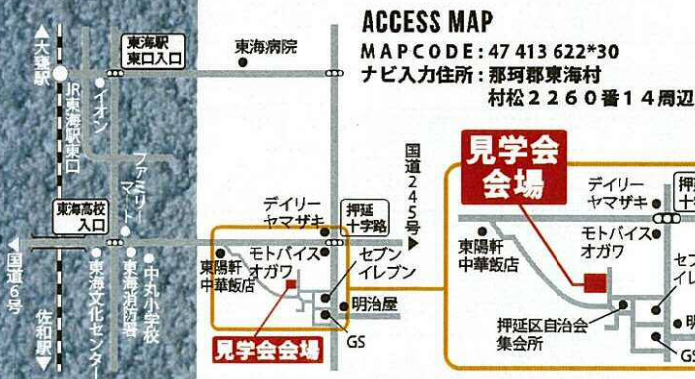 ACCESS MAP
MAPCODE:47 413 622*30
ナビ入力住所:那珂郡東海村
村松2260番14周辺
▲大甕駅
東海駅
東口入口
東海病院
JR東海駅東口
イオン
ファミリーマート
東海高校
入口
◀国道6号
佐和駅▼
東海文化センター
東海消防署
中丸小学校
国道245号▶
デイリー
ヤマザキ
押延
十字路
東陽軒
中華飯店
モトバイス
オガワ
セブン
イレブン
明治屋
GS
見学会会場
見学会
会場
デイリー
ヤマザキ
東陽軒
中華飯店
モトバイス
オガワ
押延区自治会
集会所
GS